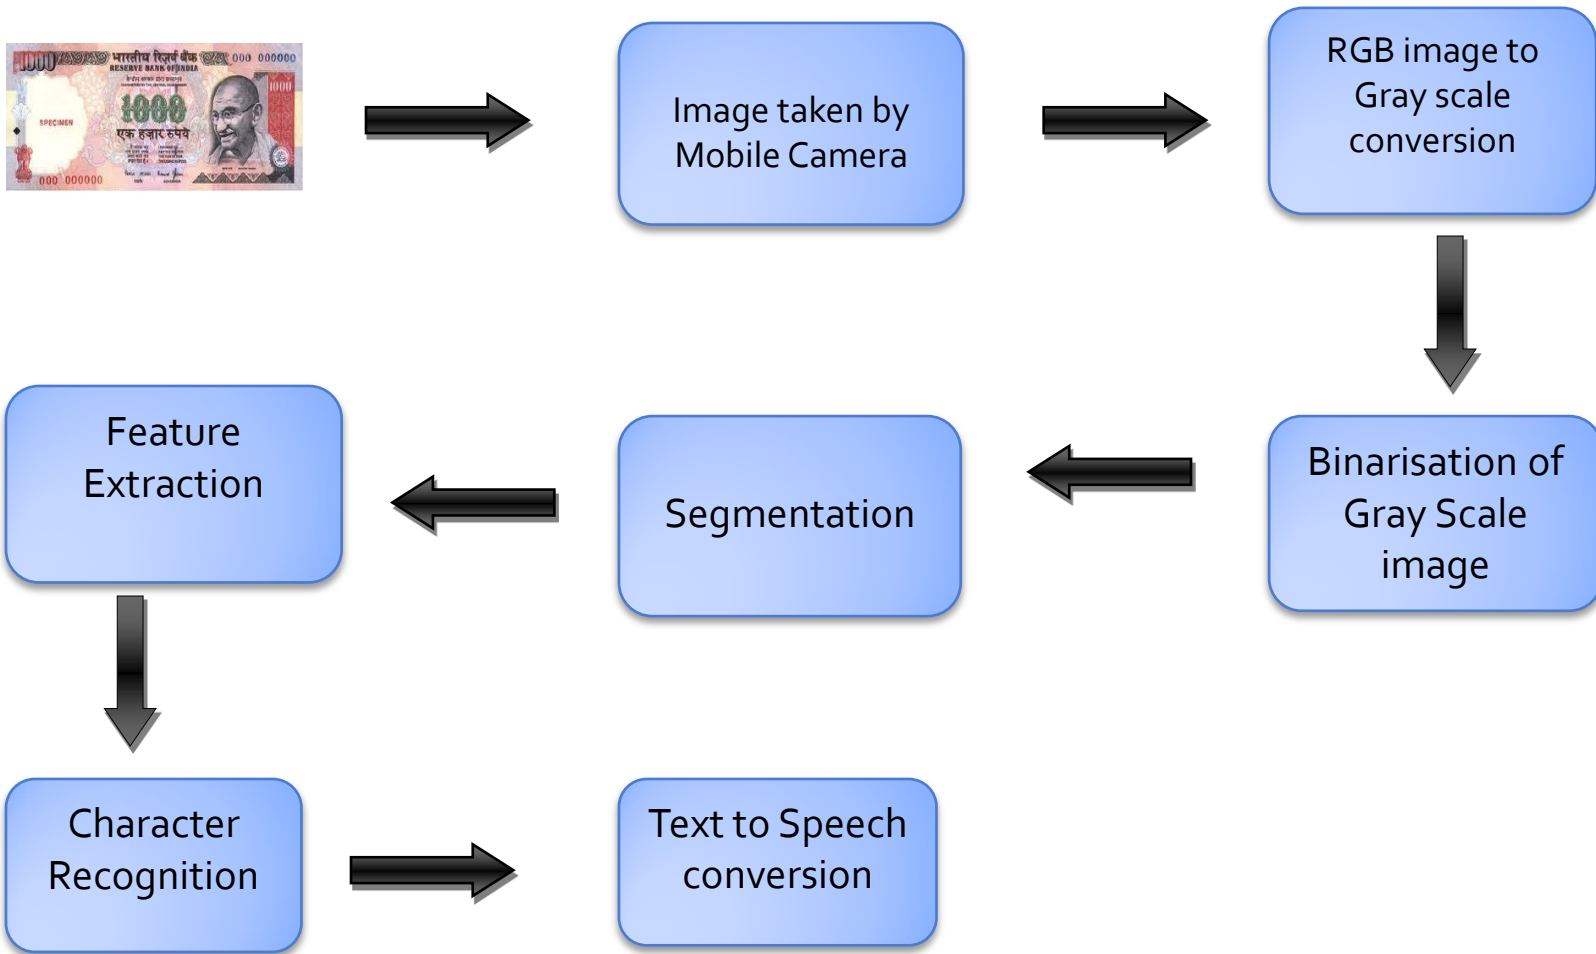 1000
भारतीय रिज़र्व बैंक
000 000000
RESERVE BANK OF INDIA
1000
1000
SPECIMEN
एक हज़ार रुपये
000 000000
Image taken by
Mobile Camera
RGB image to
Gray scale
conversion
Feature
Extraction
Segmentation
Binarisation of
Gray Scale
image
Character
Recognition
Text to Speech
conversion